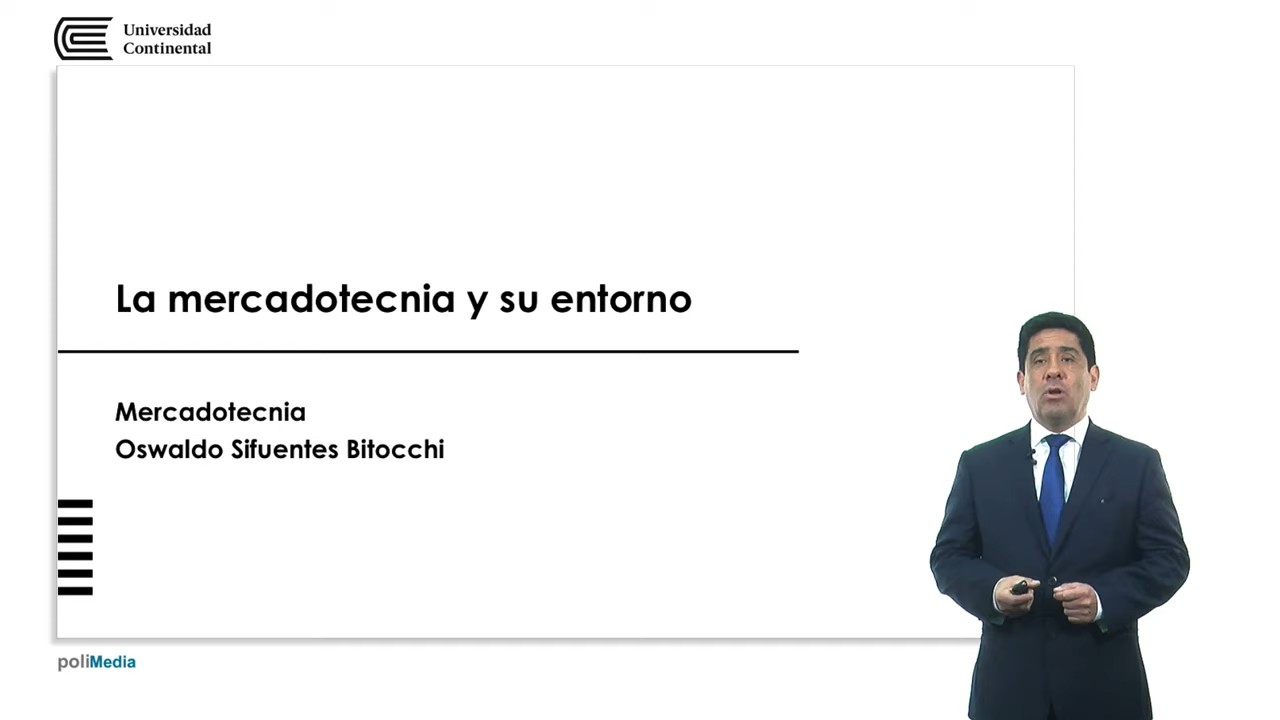 Universidad
Continental
La mercadotecnia y su entorno
Mercadotecnia
Oswaldo Sifuentes Bitocchi
poliMedia